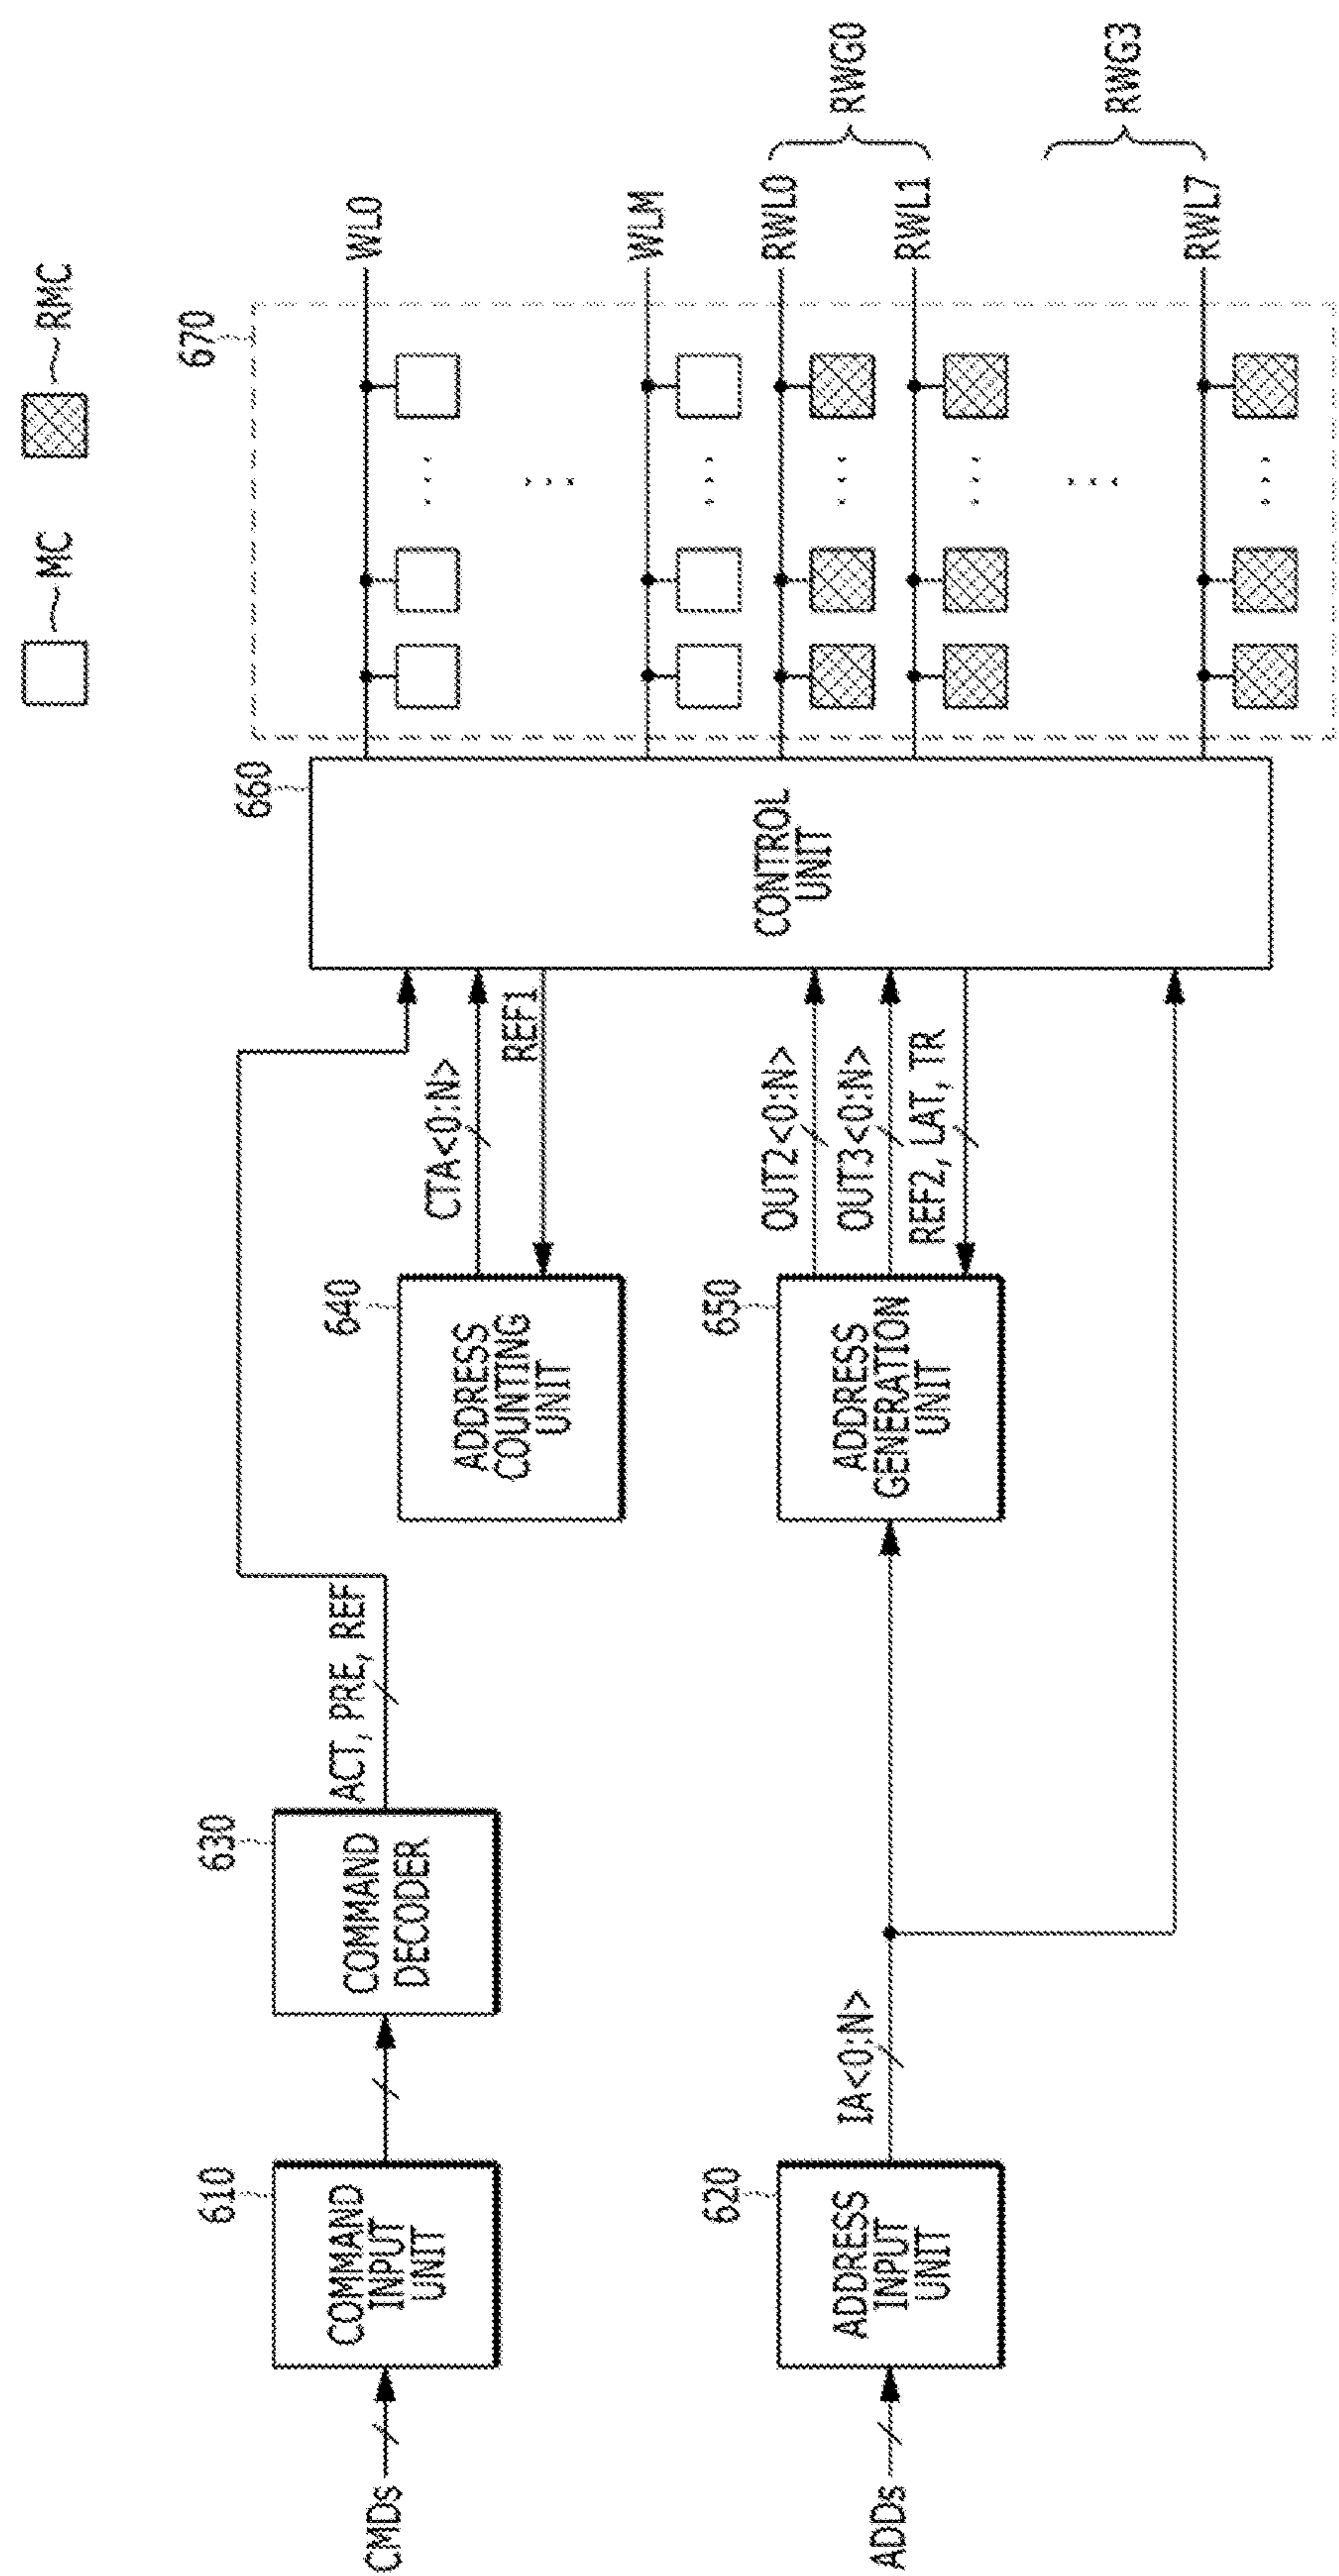 MC
RMC
CMDs
610
COMMAND
INPUT
UNIT
630
COMMAND
DECODER
ACT, PRE, REF
ADDs
620
ADDRESS
INPUT
UNIT
IA<0:N>
640
ADDRESS
COUNTING
UNIT
CTA<0:N>
REF1
650
ADDRESS
GENERATION
UNIT
OUT2<0:N>
OUT3<0:N>
REF2, LAT, TR
660
CONTROL
UNIT
670
WL0
WLM
RWL0
RWL1
RWL7
RWG0
RWG3